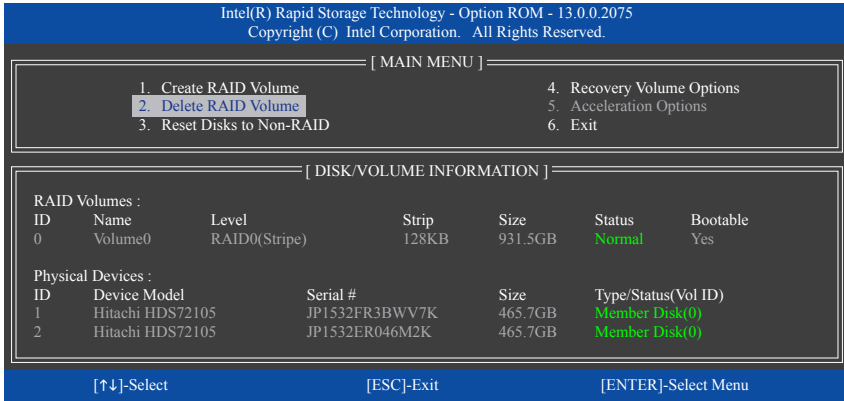 Intel(R) Rapid Storage Technology - Option ROM - 13.0.0.2075
Copyright (C) Intel Corporation. All Rights Reserved.
[ MAIN MENU ]
1. Create RAID Volume 4. Recovery Volume Options
2. Delete RAID Volume 5. Acceleration Options
3. Reset Disks to Non-RAID 6. Exit
[ DISK/VOLUME INFORMATION ]
RAID Volumes :
ID Name Level Strip Size Status Bootable
0 Volume0 RAID0(Stripe) 128KB 931.5GB Normal Yes
Physical Devices :
ID Device Model Serial # Size Type/Status(Vol ID)
1 Hitachi HDS72105 JP1532FR3BWV7K 465.7GB Member Disk(0)
2 Hitachi HDS72105 JP1532ER046M2K 465.7GB Member Disk(0)
[↑↓]-Select [ESC]-Exit [ENTER]-Select Menu